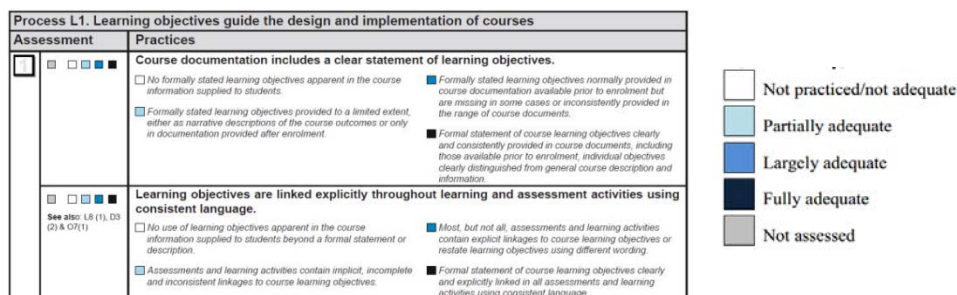 Process L1. Learning objectives guide the design and implementation of courses
Assessment
Practices
1
Course documentation includes a clear statement of learning objectives.
No formally stated learning objectives apparent in the course
information supplied to students.
Formally stated learning objectives provided to a limited extent,
either as narrative descriptions of the course outcomes or only
in documentation provided after enrolment.
Formally stated learning objectives normally provided in
course documentation available prior to enrolment but
are missing in some cases or inconsistently provided in
the range of course documents.
Formal statement of course learning objectives clearly
and consistently provided in course documents, including
those available prior to enrolment, individual objectives
clearly distinguished from general course description and
information.
See also: L8 (1), D3
(2) & O7(1)
Learning objectives are linked explicitly throughout learning and assessment activities using
consistent language.
No use of learning objectives apparent in the course
information supplied to students beyond a formal statement or
description.
Assessments and learning activities contain implicit, incomplete
and inconsistent linkages to course learning objectives.
Most, but not all, assessments and learning activities
contain explicit linkages to course learning objectives or
restate learning objectives using different wording.
Formal statement of course learning objectives clearly
and explicitly linked in all assessments and learning
activities using consistent language.
Not practiced/not adequate
Partially adequate
Largely adequate
Fully adequate
Not assessed